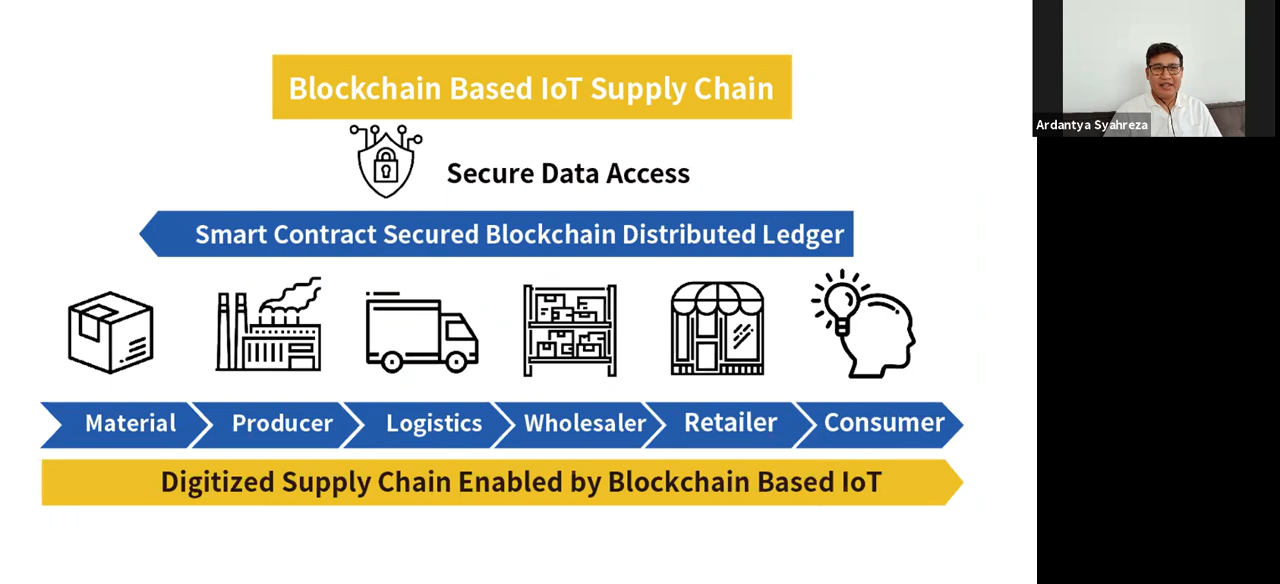 Blockchain Based IoT Supply Chain
Ardantya Syahreza
Secure Data Access
Smart Contract Secured Blockchain Distributed Ledger
Material
Producer
Logistics
Wholesaler
Retailer
Consumer
Digitized Supply Chain Enabled by Blockchain Based IoT